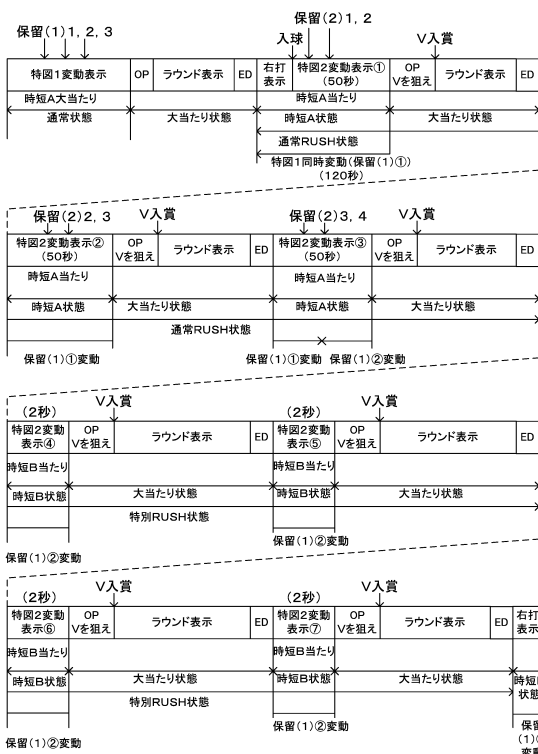 保留(1)1, 2, 3
保留(2)1, 2
入球
V入賞
特図1変動表示
OP
ラウンド表示
ED
右打
表示
特図2変動表示①
(50秒)
OP
Vを狙え
ラウンド表示
ED
時短A大当たり
時短A当たり
通常状態
大当たり状態
時短A状態
大当たり状態
通常RUSH状態
特図1同時変動(保留(1)①)
(120秒)
保留(2)2, 3
V入賞
保留(2)3, 4
V入賞
特図2変動表示②
(50秒)
OP
Vを狙え
ラウンド表示
ED
特図2変動表示③
(50秒)
OP
Vを狙え
ラウンド表示
ED
時短A当たり
時短A当たり
時短A状態
大当たり状態
時短A状態
大当たり状態
通常RUSH状態
保留(1)①変動
保留(1)①変動
保留(1)②変動
(2秒)
V入賞
(2秒)
V入賞
特図2変動
表示④
OP
Vを狙え
ラウンド表示
ED
特図2変動
表示⑤
OP
Vを狙え
ラウンド表示
ED
時短B当たり
時短B当たり
時短B状態
大当たり状態
時短B状態
大当たり状態
特別RUSH状態
保留(1)②変動
保留(1)②変動
(2秒)
V入賞
(2秒)
V入賞
特図2変動
表示⑥
OP
Vを狙え
ラウンド表示
ED
特図2変動
表示⑦
OP
Vを狙え
ラウンド表示
ED
右打
表示
時短B当たり
時短B当たり
時短B状態
大当たり状態
時短B状態
大当たり状態
時短
状態
特別RUSH状態
保留(1)②変動
保留(1)②変動
保留
変動